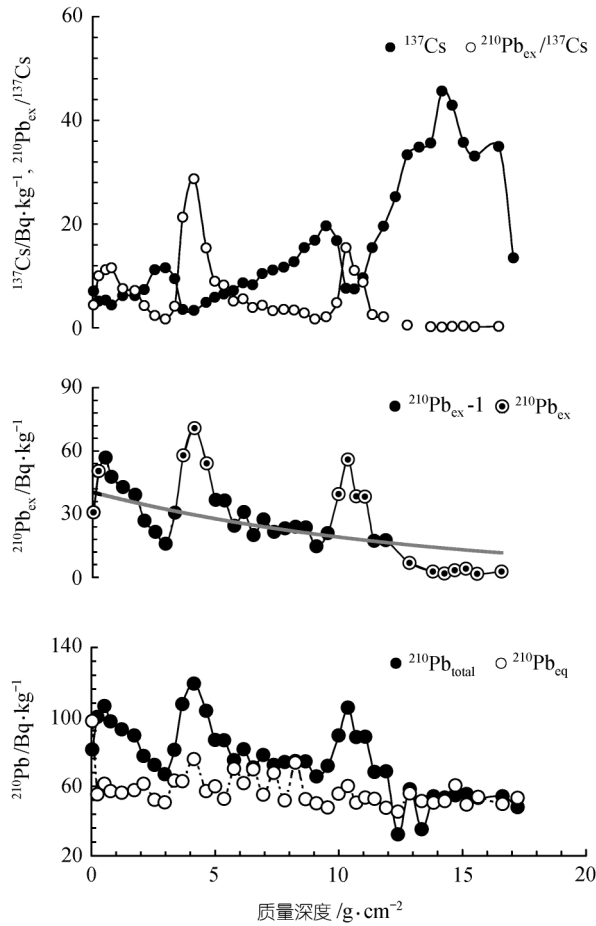 60
¹³⁷Cs ²¹⁰Pbₑₓ/¹³⁷Cs
40
20
0
¹³⁷Cs/Bq·kg⁻¹, ²¹⁰Pbₑₓ/¹³⁷Cs
90
²¹⁰Pbₑₓ-1 ²¹⁰Pbₑₓ
60
30
0
²¹⁰Pbₑₓ/Bq·kg⁻¹
140
²¹⁰Pb_total ²¹⁰Pb_eq
100
60
20
²¹⁰Pb/Bq·kg⁻¹
0 5 10 15 20
质量深度/g·cm⁻²